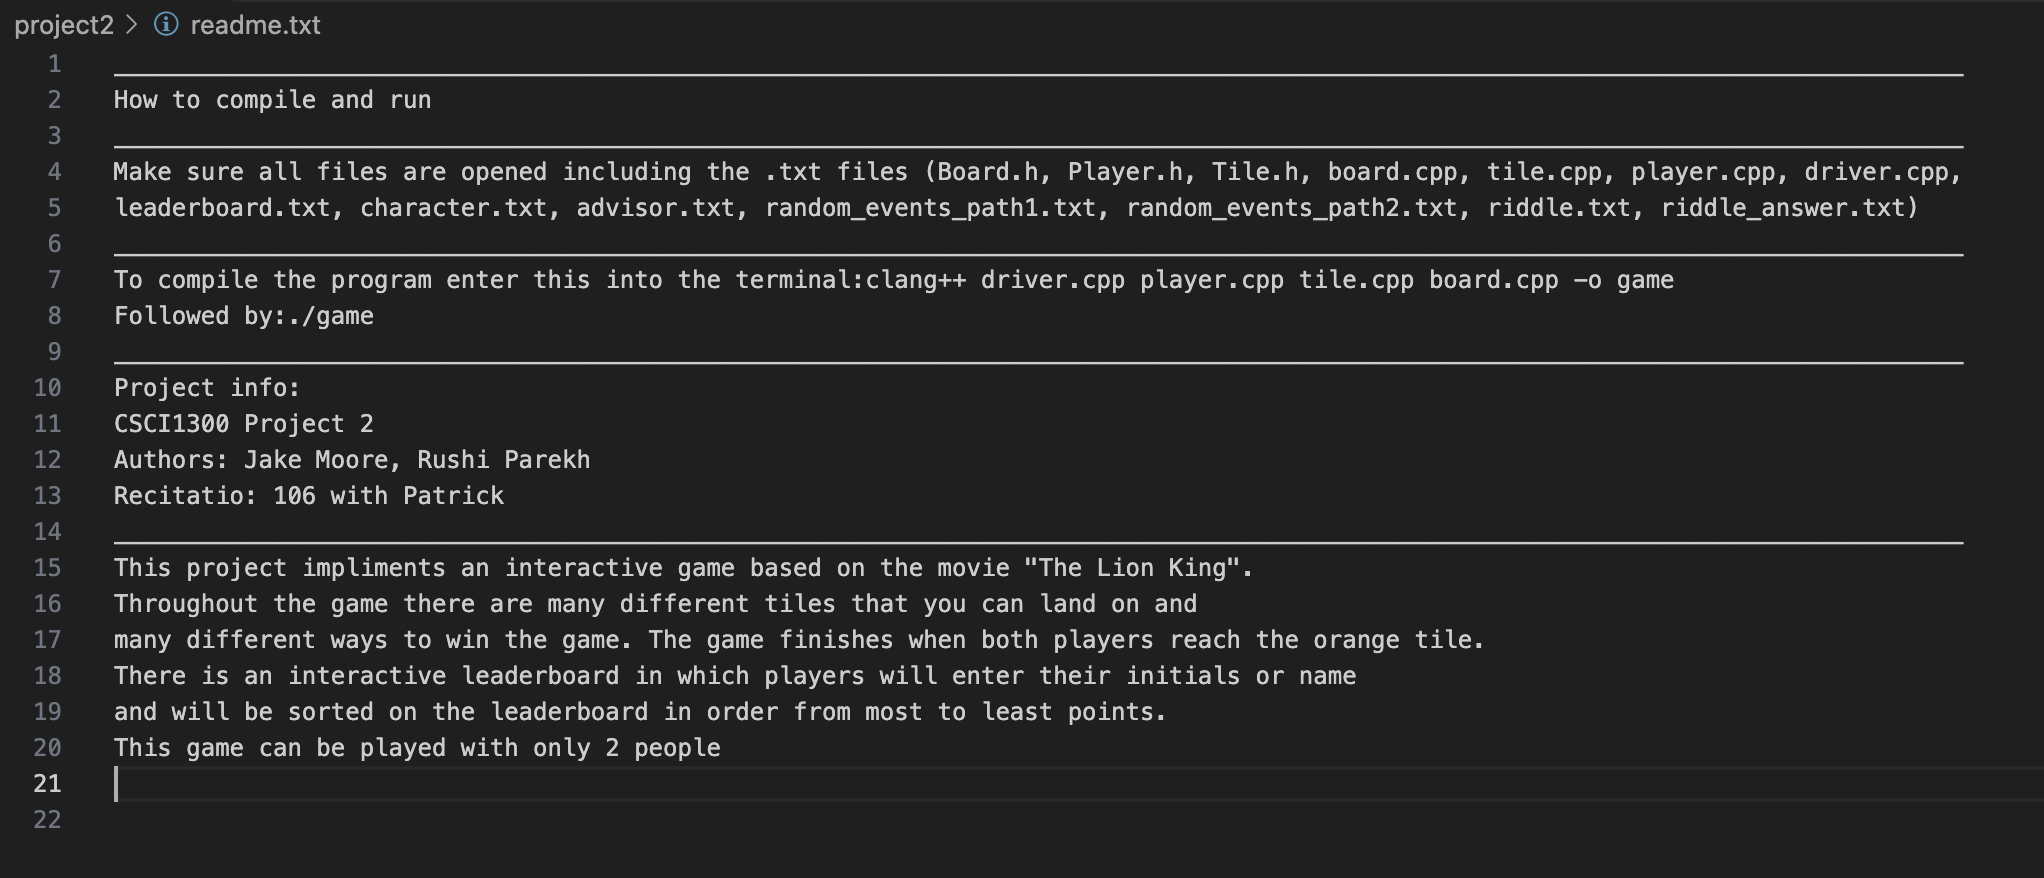 project2 > readme.txt
1
2 How to compile and run
3
4 Make sure all files are opened including the .txt files (Board.h, Player.h, Tile.h, board.cpp, tile.cpp, player.cpp, driver.cpp,
5 leaderboard.txt, character.txt, advisor.txt, random_events_path1.txt, random_events_path2.txt, riddle.txt, riddle_answer.txt)
6
7 To compile the program enter this into the terminal:clang++ driver.cpp player.cpp tile.cpp board.cpp -o game
8 Followed by:./game
9
10 Project info:
11 CSCI1300 Project 2
12 Authors: Jake Moore, Rushi Parekh
13 Recitatio: 106 with Patrick
14
15 This project impliments an interactive game based on the movie "The Lion King".
16 Throughout the game there are many different tiles that you can land on and
17 many different ways to win the game. The game finishes when both players reach the orange tile.
18 There is an interactive leaderboard in which players will enter their initials or name
19 and will be sorted on the leaderboard in order from most to least points.
20 This game can be played with only 2 people
21
22